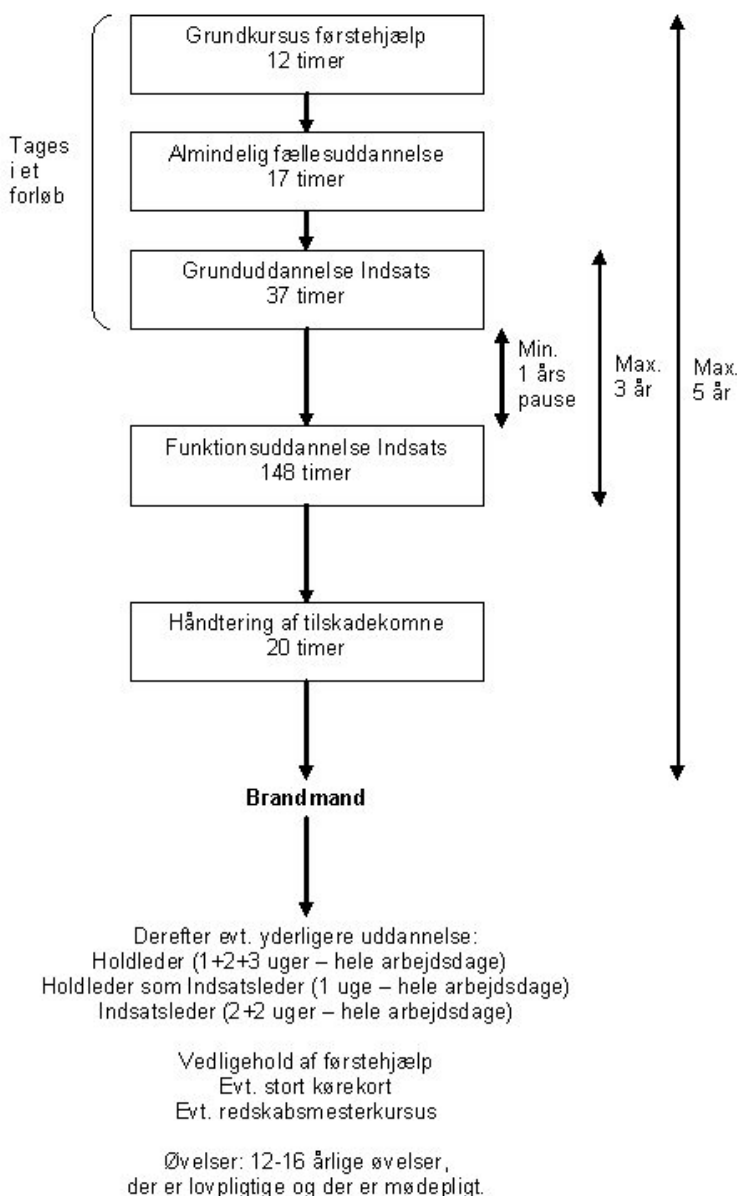 Grundkursus førstehjælp
12 timer
Tages
i et
forløb
Almindelig fællesuddannelse
17 timer
Grunduddannelse Indsats
37 timer
Min.
1 års
pause
Max.
3 år
Max.
5 år
Funktionsuddannelse Indsats
148 timer
Håndtering af tilskadekomne
20 timer
Brandmand
Derefter evt. yderligere uddannelse:
Holdleder (1+2+3 uger – hele arbejdsdage)
Holdleder som Indsatsleder (1 uge – hele arbejdsdage)
Indsatsleder (2+2 uger – hele arbejdsdage)
Vedligehold af førstehjælp
Evt. stort kørekort
Evt. redskabsmesterkursus
Øvelser: 12-16 årlige øvelser,
der er lovpligtige og der er mødepligt.